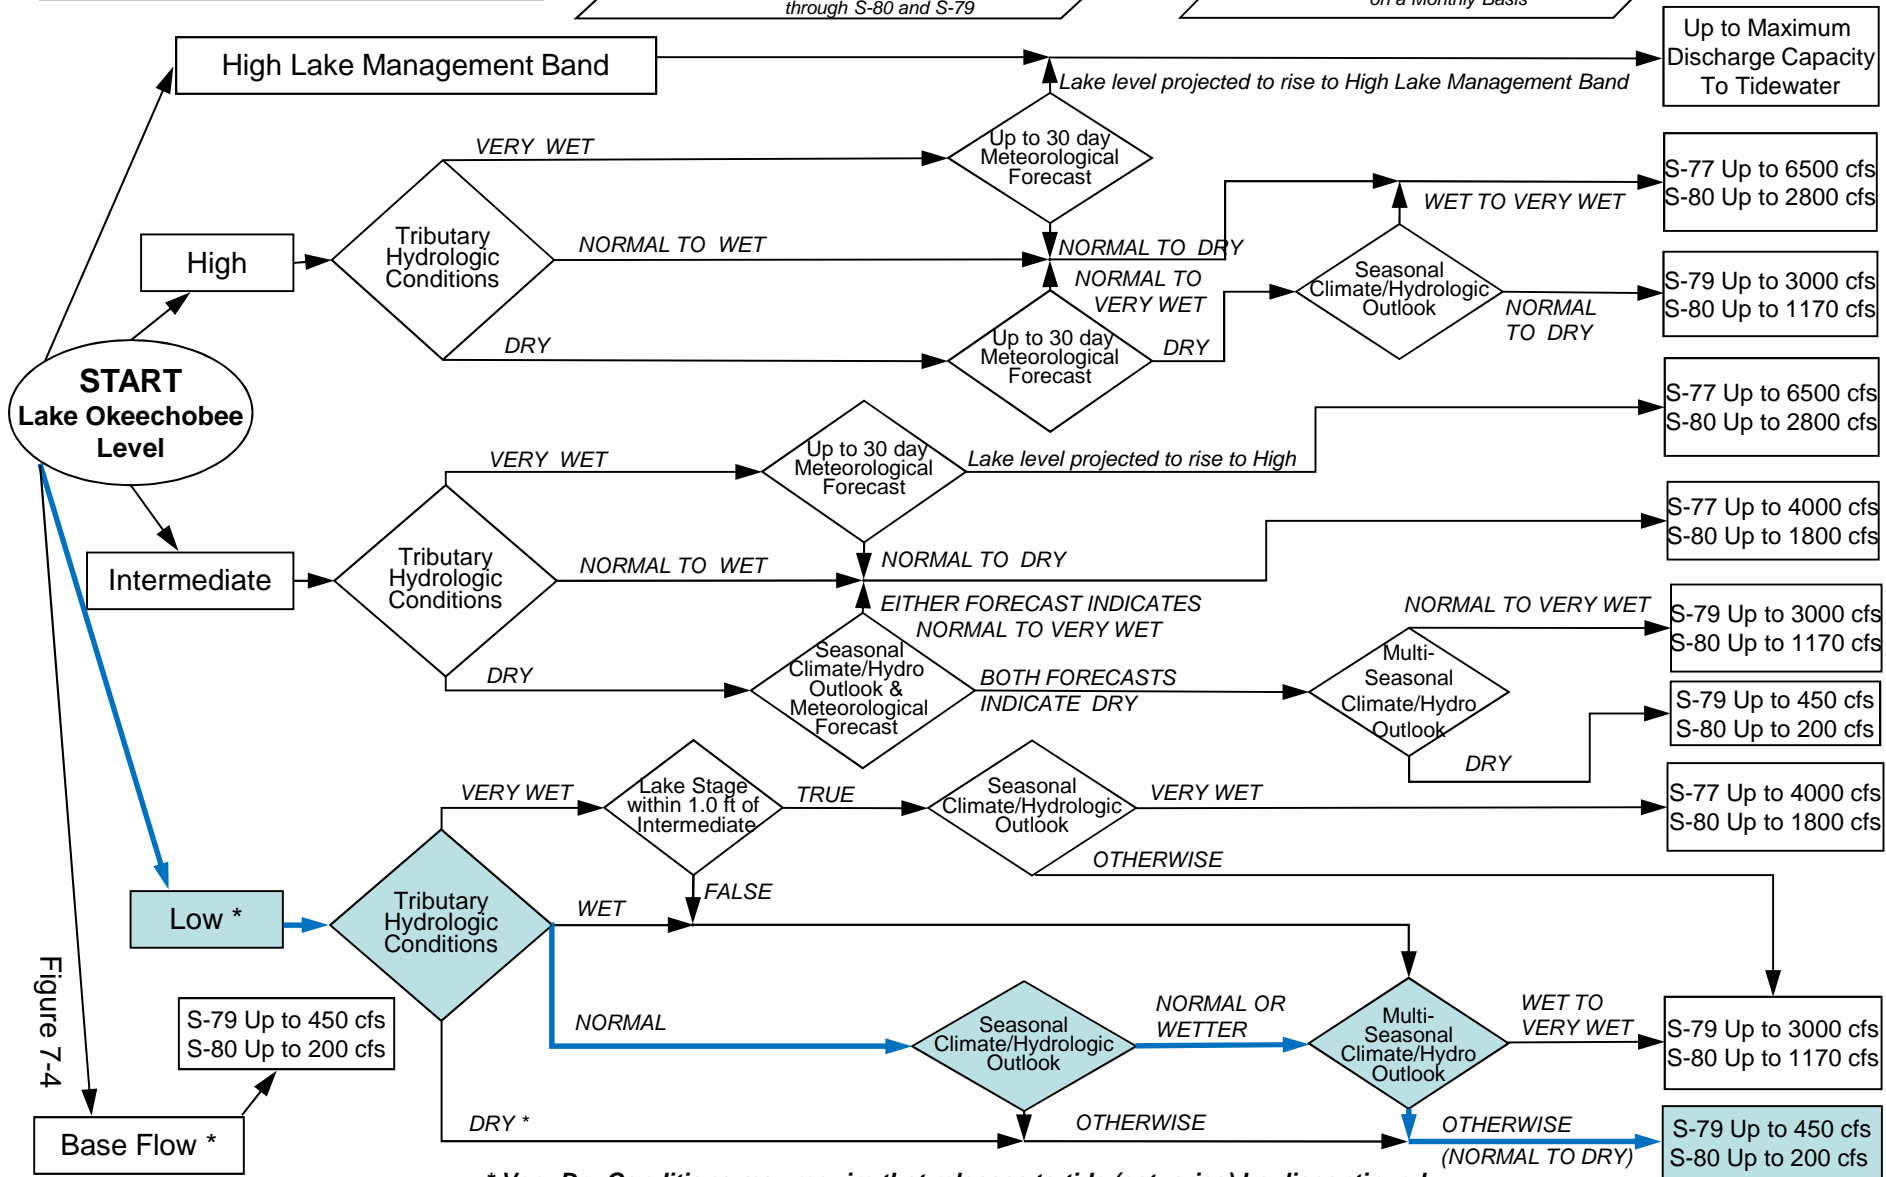 through S-80 and S-79
on a Monthly Basis
Up to Maximum
Discharge Capacity
To Tidewater
High Lake Management Band
Lake level projected to rise to High Lake Management Band
VERY WET
Up to 30 day
Meteorological
Forecast
S-77 Up to 6500 cfs
S-80 Up to 2800 cfs
WET TO VERY WET
High
Tributary
Hydrologic
Conditions
NORMAL TO WET
NORMAL TO DRY
NORMAL TO
VERY WET
Seasonal
Climate/Hydrologic
Outlook
NORMAL
TO DRY
S-79 Up to 3000 cfs
S-80 Up to 1170 cfs
DRY
Up to 30 day
Meteorological
Forecast
DRY
START
Lake Okeechobee
Level
S-77 Up to 6500 cfs
S-80 Up to 2800 cfs
VERY WET
Up to 30 day
Meteorological
Forecast
Lake level projected to rise to High
S-77 Up to 4000 cfs
S-80 Up to 1800 cfs
Intermediate
Tributary
Hydrologic
Conditions
NORMAL TO WET
NORMAL TO DRY
EITHER FORECAST INDICATES
NORMAL TO VERY WET
NORMAL TO VERY WET
S-79 Up to 3000 cfs
S-80 Up to 1170 cfs
DRY
Seasonal
Climate/Hydro
Outlook &
Meteorological
Forecast
BOTH FORECASTS
INDICATE DRY
Multi-
Seasonal
Climate/Hydro
Outlook
DRY
S-79 Up to 450 cfs
S-80 Up to 200 cfs
VERY WET
Lake Stage
within 1.0 ft of
Intermediate
TRUE
Seasonal
Climate/Hydrologic
Outlook
VERY WET
S-77 Up to 4000 cfs
S-80 Up to 1800 cfs
OTHERWISE
FALSE
Low *
Tributary
Hydrologic
Conditions
WET
NORMAL
Seasonal
Climate/Hydrologic
Outlook
NORMAL OR
WETTER
Multi-
Seasonal
Climate/Hydro
Outlook
WET TO
VERY WET
S-79 Up to 3000 cfs
S-80 Up to 1170 cfs
Figure 7-4
S-79 Up to 450 cfs
S-80 Up to 200 cfs
Base Flow *
DRY *
OTHERWISE
OTHERWISE
(NORMAL TO DRY)
S-79 Up to 450 cfs
S-80 Up to 200 cfs